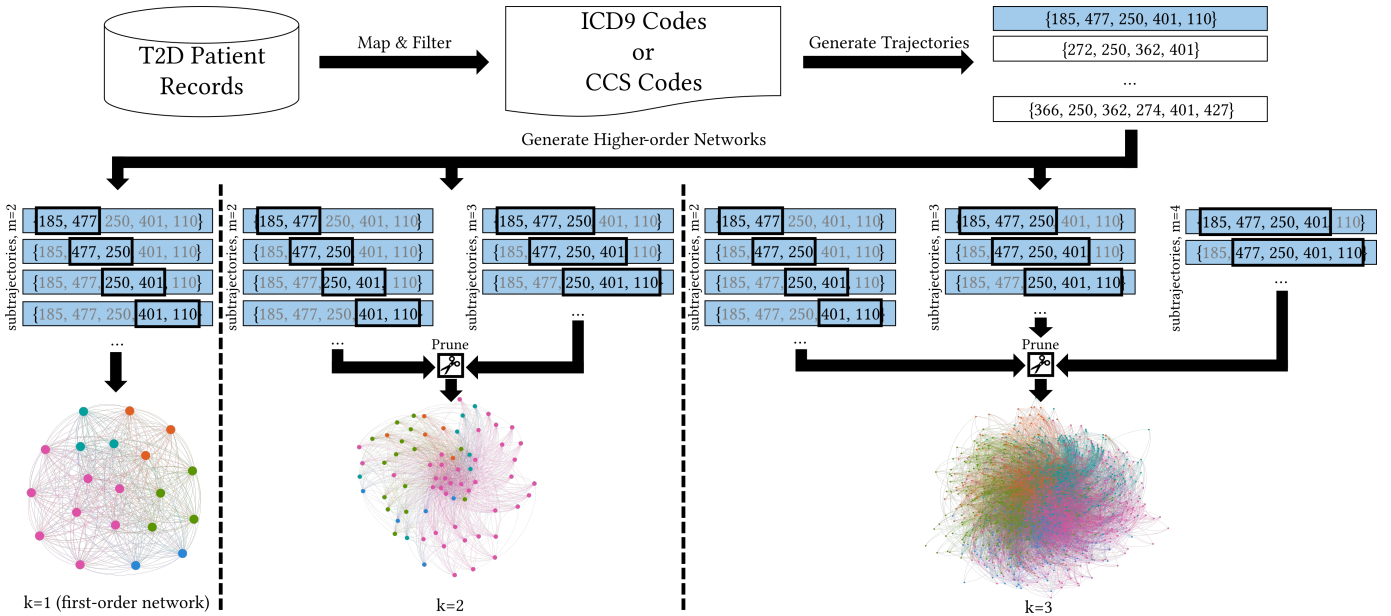 T2D Patient
Records
Map & Filter
ICD9 Codes
or
CCS Codes
Generate Trajectories
{185, 477, 250, 401, 110}
{272, 250, 362, 401}
...
{366, 250, 362, 274, 401, 427}
Generate Higher-order Networks
subtrajectories, m=2
{185, 477, 250, 401, 110}
{185, 477, 250, 401, 110}
{185, 477, 250, 401, 110}
{185, 477, 250, 401, 110}
...
k=1 (first-order network)
subtrajectories, m=2
{185, 477, 250, 401, 110}
{185, 477, 250, 401, 110}
{185, 477, 250, 401, 110}
{185, 477, 250, 401, 110}
...
subtrajectories, m=3
{185, 477, 250, 401, 110}
{185, 477, 250, 401, 110}
{185, 477, 250, 401, 110}
...
Prune
k=2
subtrajectories, m=2
{185, 477, 250, 401, 110}
{185, 477, 250, 401, 110}
{185, 477, 250, 401, 110}
{185, 477, 250, 401, 110}
...
subtrajectories, m=3
{185, 477, 250, 401, 110}
{185, 477, 250, 401, 110}
{185, 477, 250, 401, 110}
...
subtrajectories, m=4
{185, 477, 250, 401, 110}
{185, 477, 250, 401, 110}
...
Prune
k=3